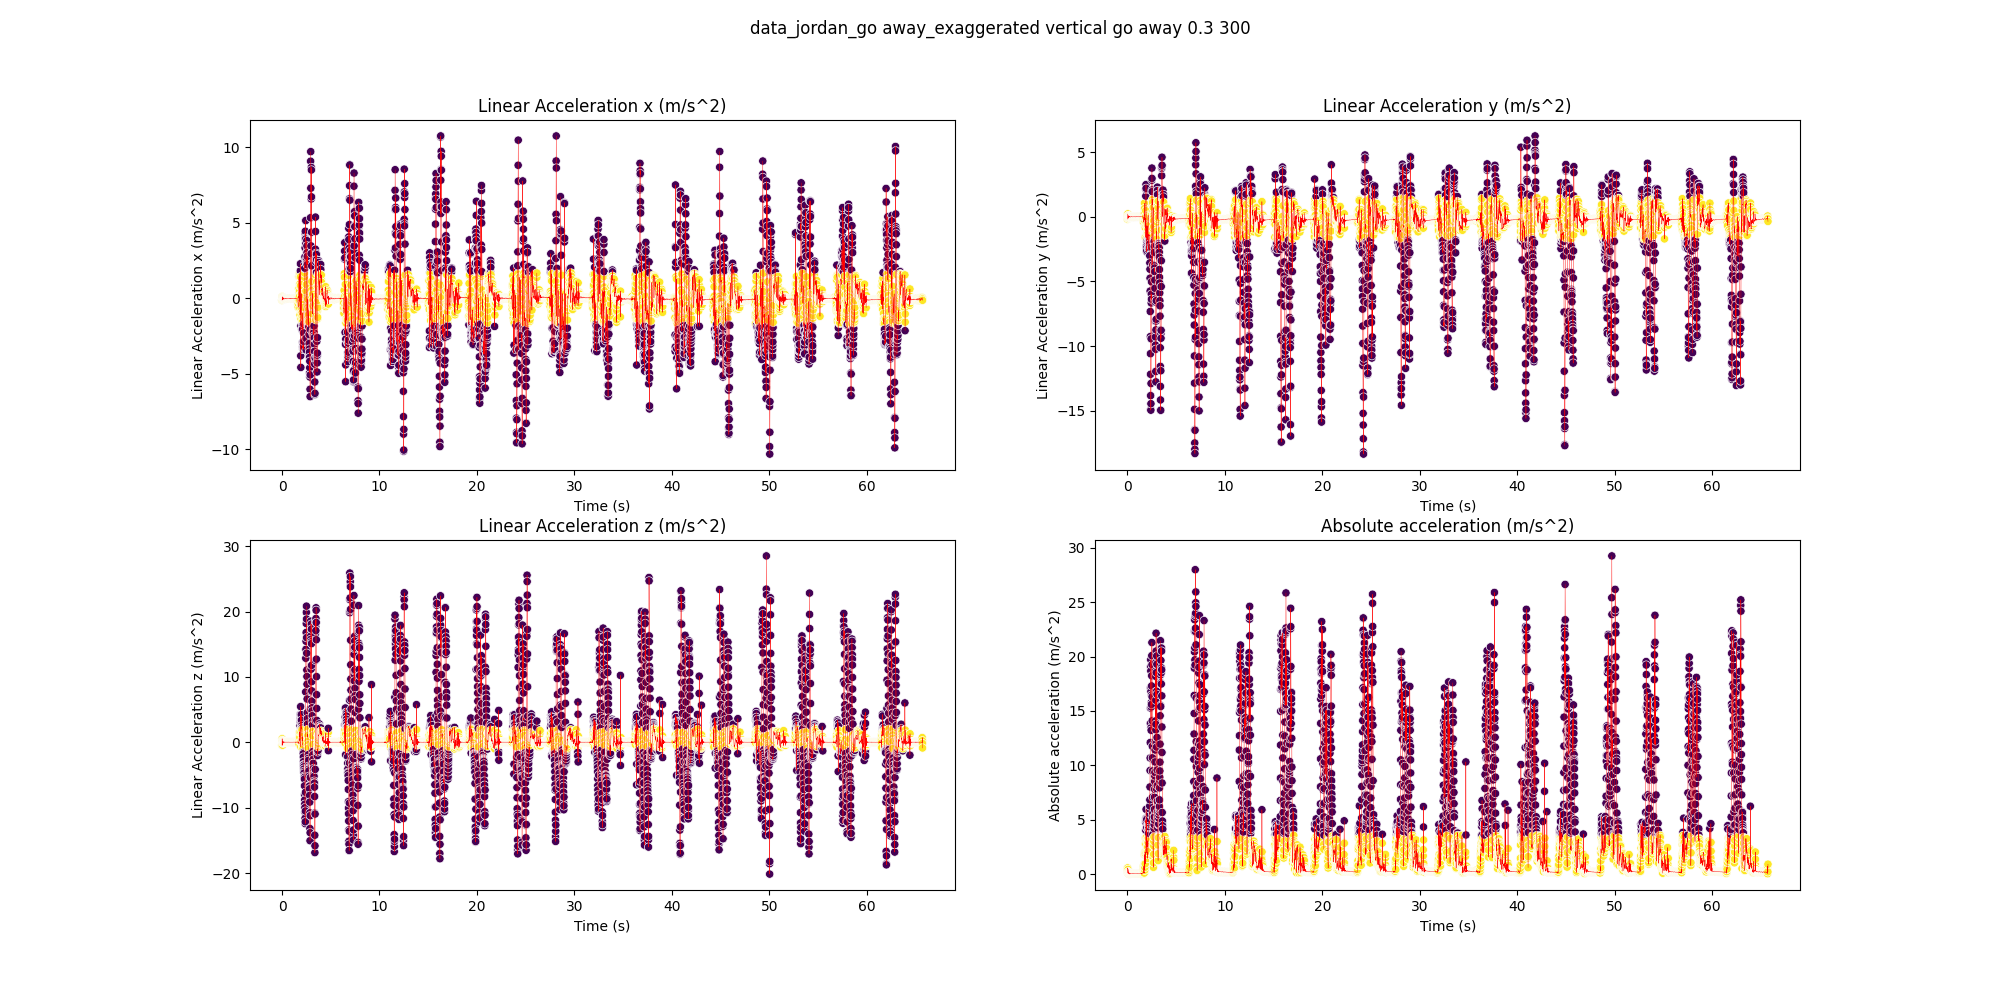 data_jordan_go away_exaggerated vertical go away 0.3 300
Linear Acceleration x (m/s^2)
Linear Acceleration x (m/s^2)
10
5
0
−5
−10
0 10 20 30 40 50 60
Time (s)
Linear Acceleration y (m/s^2)
Linear Acceleration y (m/s^2)
5
0
−5
−10
−15
0 10 20 30 40 50 60
Time (s)
Linear Acceleration z (m/s^2)
Linear Acceleration z (m/s^2)
30
20
10
0
−10
−20
0 10 20 30 40 50 60
Time (s)
Absolute acceleration (m/s^2)
Absolute acceleration (m/s^2)
30
25
20
15
10
5
0
0 10 20 30 40 50 60
Time (s)